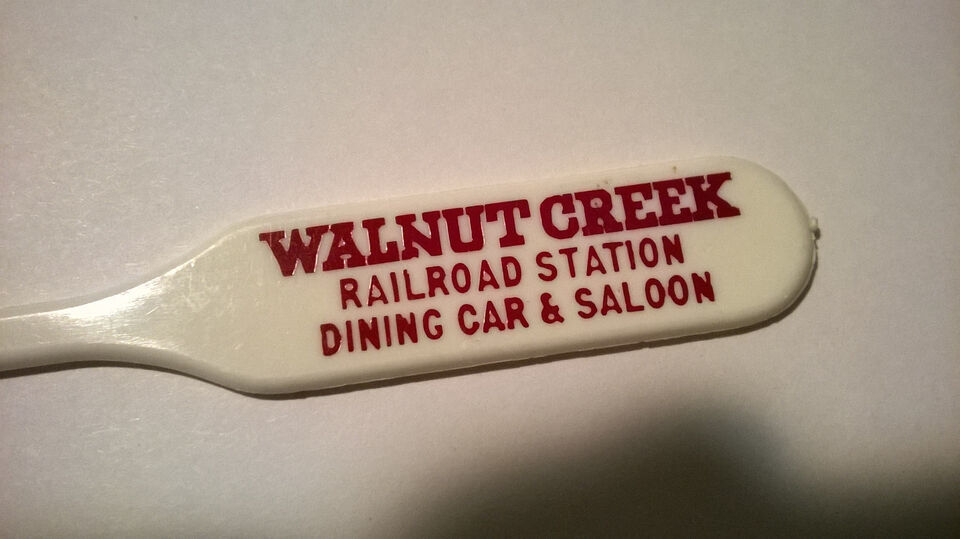 WALNUT CREEK
RAILROAD STATION
DINING CAR & SALOON